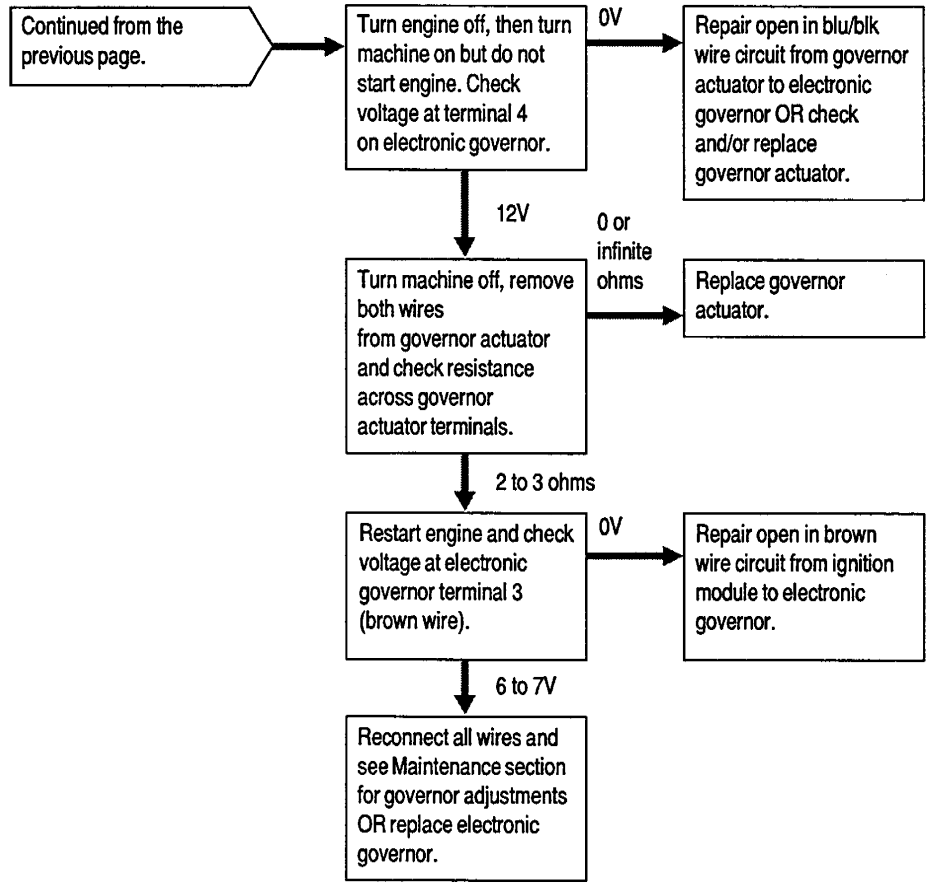 Continued from the
previous page.
Turn engine off, then turn
machine on but do not
start engine. Check
voltage at terminal 4
on electronic governor.
0V
Repair open in blu/blk
wire circuit from governor
actuator to electronic
governor OR check
and/or replace
governor actuator.
12V
0 or
infinite
ohms
Turn machine off, remove
both wires
from governor actuator
and check resistance
across governor
actuator terminals.
Replace governor
actuator.
2 to 3 ohms
Restart engine and check
voltage at electronic
governor terminal 3
(brown wire).
0V
Repair open in brown
wire circuit from ignition
module to electronic
governor.
6 to 7V
Reconnect all wires and
see Maintenance section
for governor adjustments
OR replace electronic
governor.